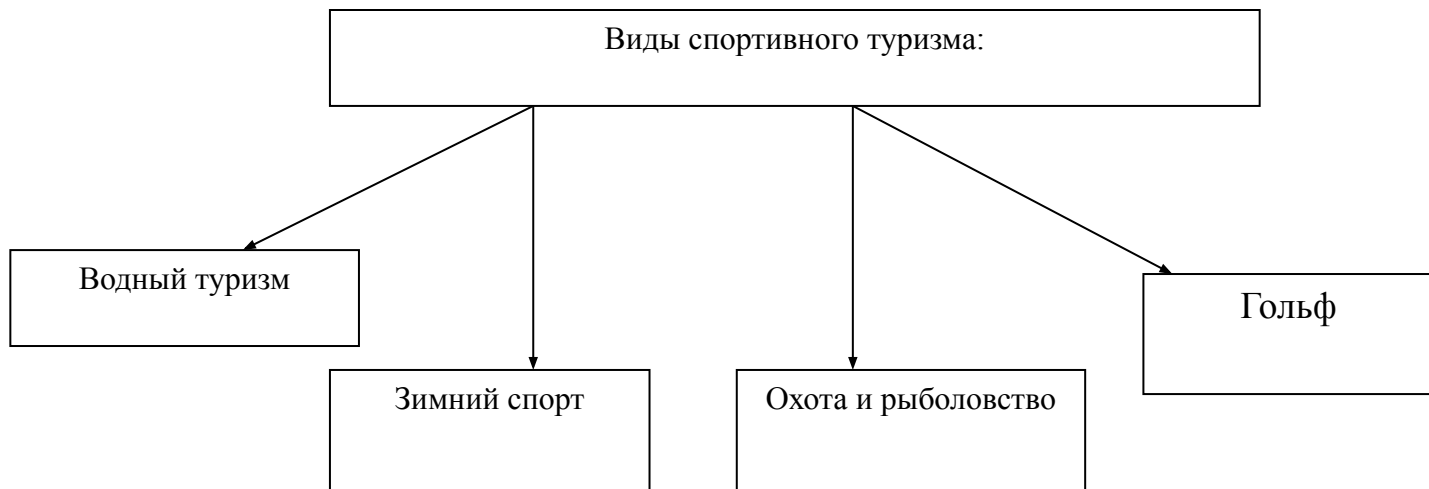 Виды спортивного туризма:
Водный туризм
Гольф
Зимний спорт
Охота и рыболовство